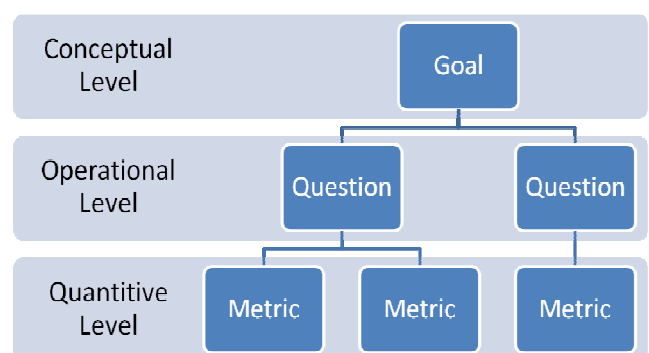 Conceptual
Level
Goal
Operational
Level
Question
Question
Quantitive
Level
Metric
Metric
Metric